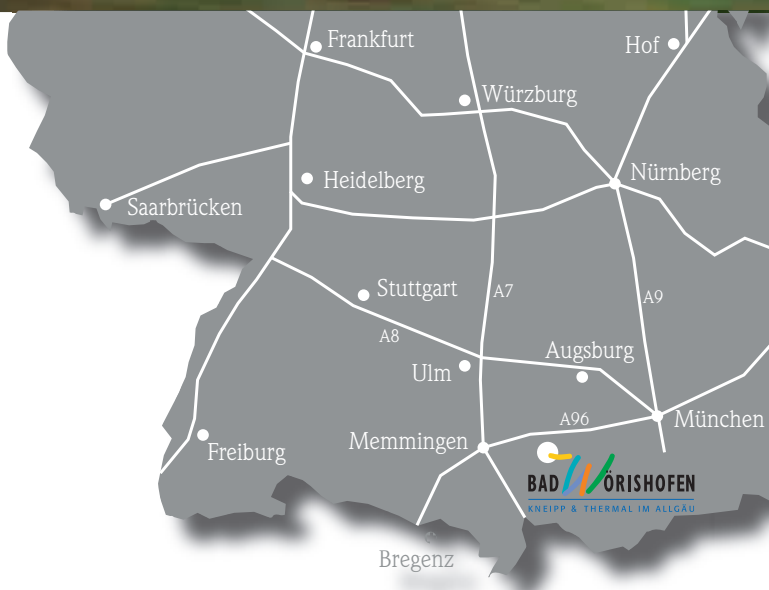 Frankfurt
Hof
Würzburg
Nürnberg
Heidelberg
Saarbrücken
Stuttgart
A7
A9
A8
Augsburg
Ulm
A96
München
Memmingen
Freiburg
BAD WÖRISHOFEN
KNEIPP & THERMAL IM ALLGÄU
Bregenz